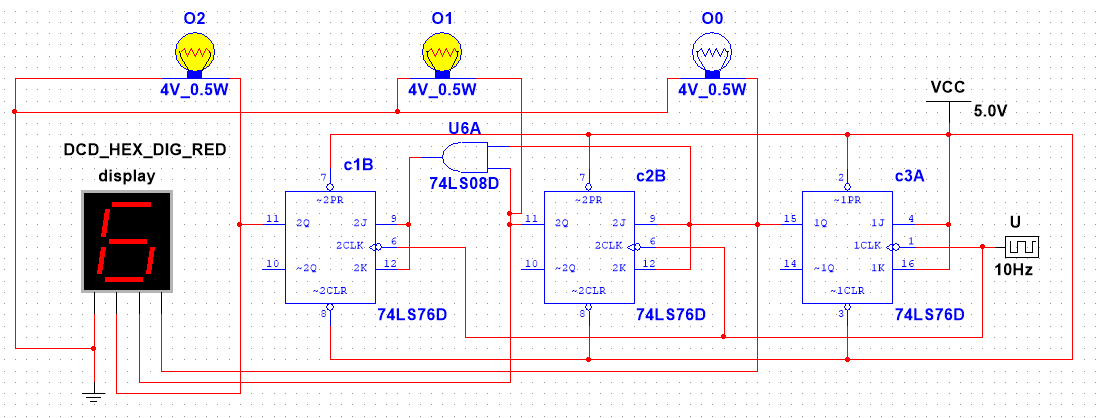 O2
O1
O0
4V_0.5W
4V_0.5W
4V_0.5W
VCC
5.0V
U6A
74LS08D
DCD_HEX_DIG_RED
display
6
c1B
7
~2PR
11
2Q
2J
9
2CLK
6
10
~2Q
2K
12
~2CLR
8
74LS76D
c2B
7
~2PR
11
2Q
2J
9
2CLK
6
10
~2Q
2K
12
~2CLR
8
74LS76D
c3A
2
~1PR
15
1Q
1J
4
1CLK
1
14
~1Q
1K
16
~1CLR
3
74LS76D
U
10Hz